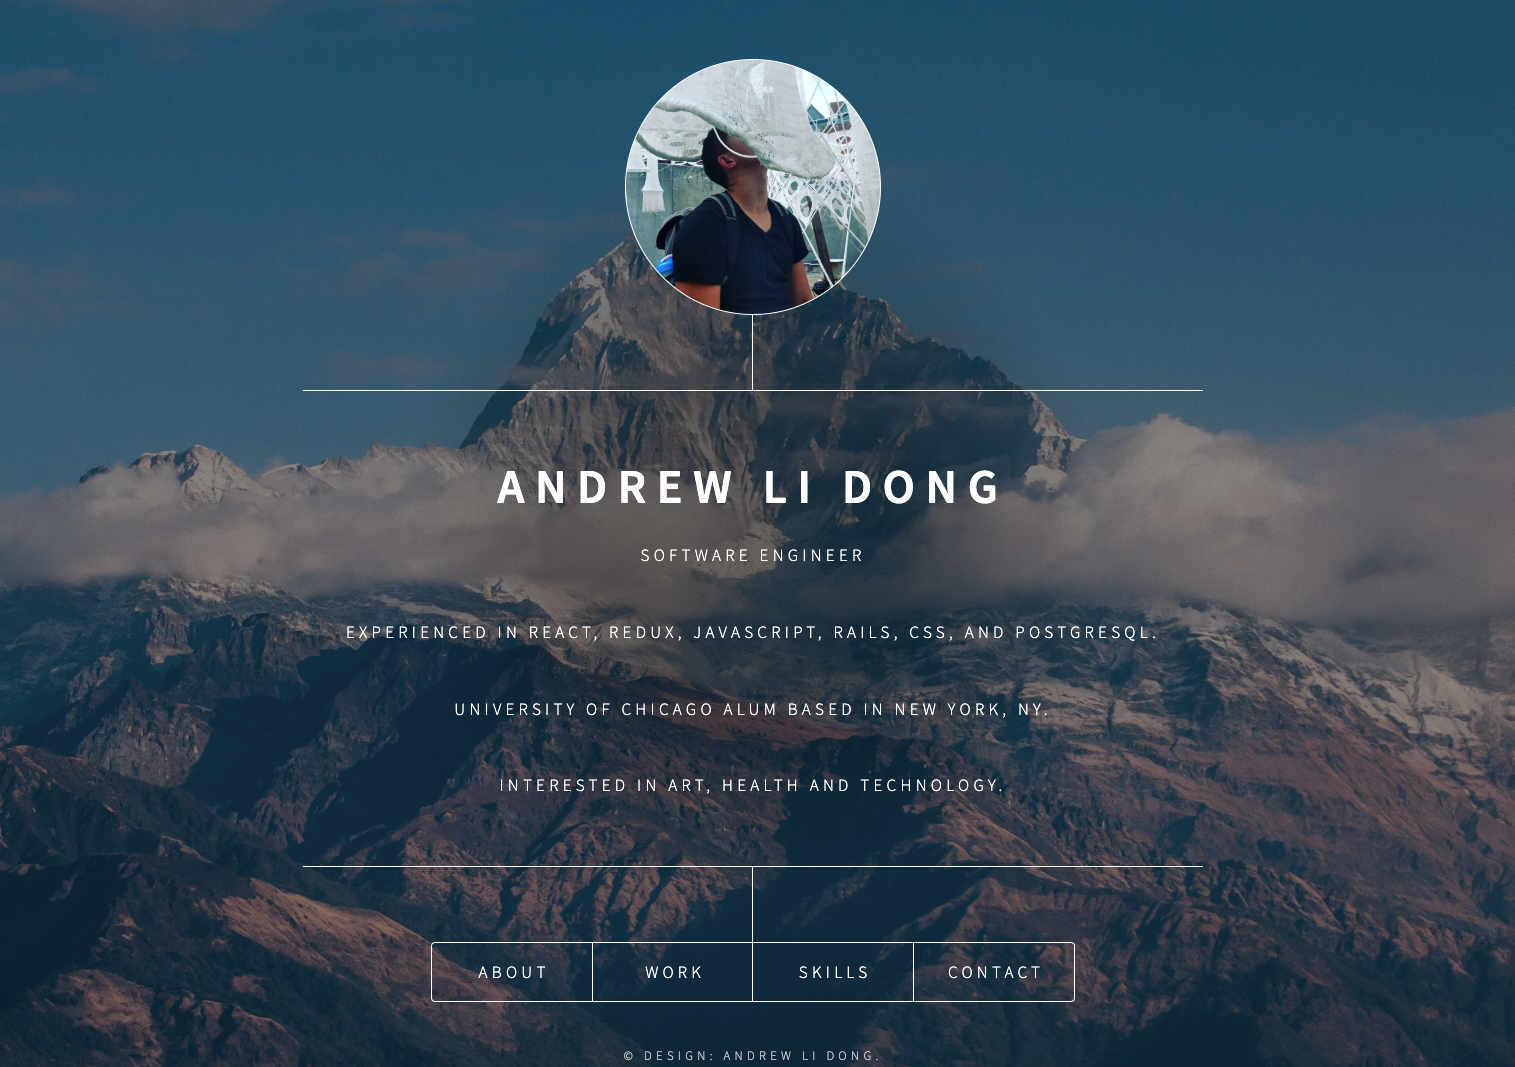 ANDREW LI DONG
SOFTWARE ENGINEER
EXPERIENCED IN REACT, REDUX, JAVASCRIPT, RAILS, CSS, AND POSTGRESQL.
UNIVERSITY OF CHICAGO ALUM BASED IN NEW YORK, NY.
INTERESTED IN ART, HEALTH AND TECHNOLOGY.
ABOUT WORK SKILLS CONTACT
© DESIGN: ANDREW LI DONG.